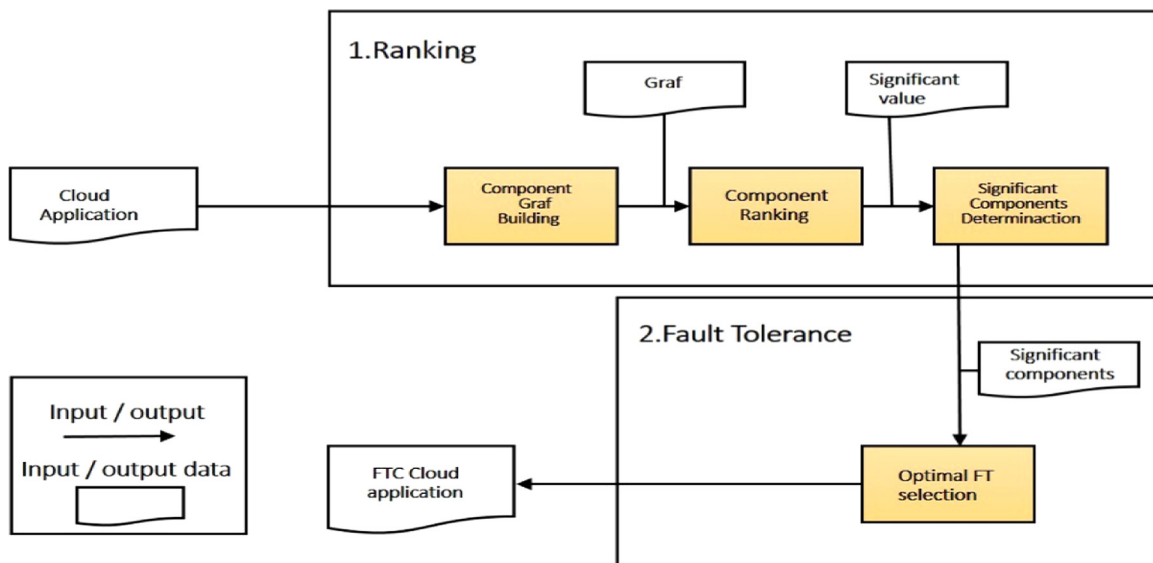 1.Ranking
Graf
Significant
value
Cloud
Application
Component
Graf
Building
Component
Ranking
Significant
Components
Determinaction
2.Fault Tolerance
Significant
components
Input / output
Input / output data
FTC Cloud
application
Optimal FT
selection